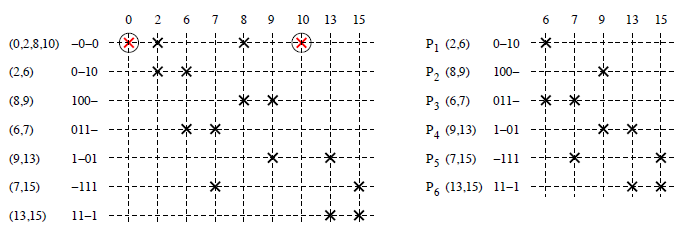 0 2 6 7 8 9 10 13 15 6 7 9 13 15
(0,2,8,10) –0–0 P1 (2,6) 0–10
(2,6) 0–10 P2 (8,9) 100–
(8,9) 100– P3 (6,7) 011–
(6,7) 011– P4 (9,13) 1–01
(9,13) 1–01 P5 (7,15) –111
(7,15) –111 P6 (13,15) 11–1
(13,15) 11–1